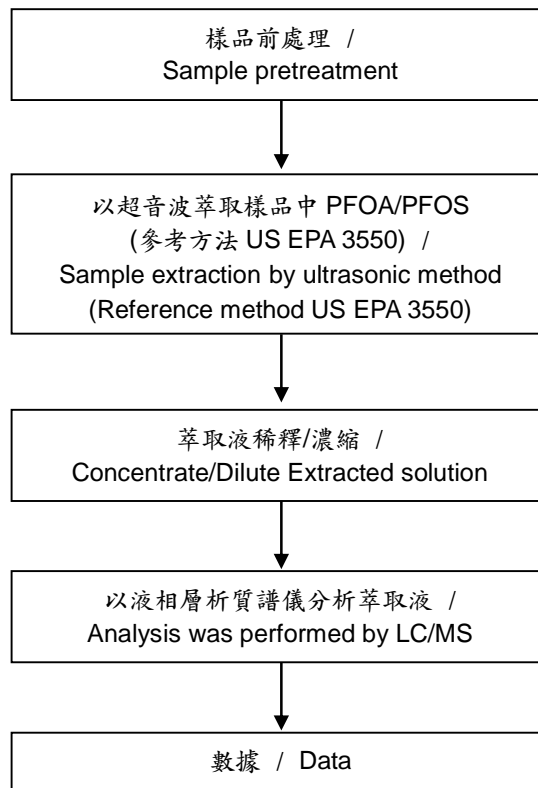 樣品前處理 /
Sample pretreatment
以超音波萃取樣品中 PFOA/PFOS
(參考方法 US EPA 3550) /
Sample extraction by ultrasonic method
(Reference method US EPA 3550)
萃取液稀釋/濃縮 /
Concentrate/Dilute Extracted solution
以液相層析質譜儀分析萃取液 /
Analysis was performed by LC/MS
數據 / Data